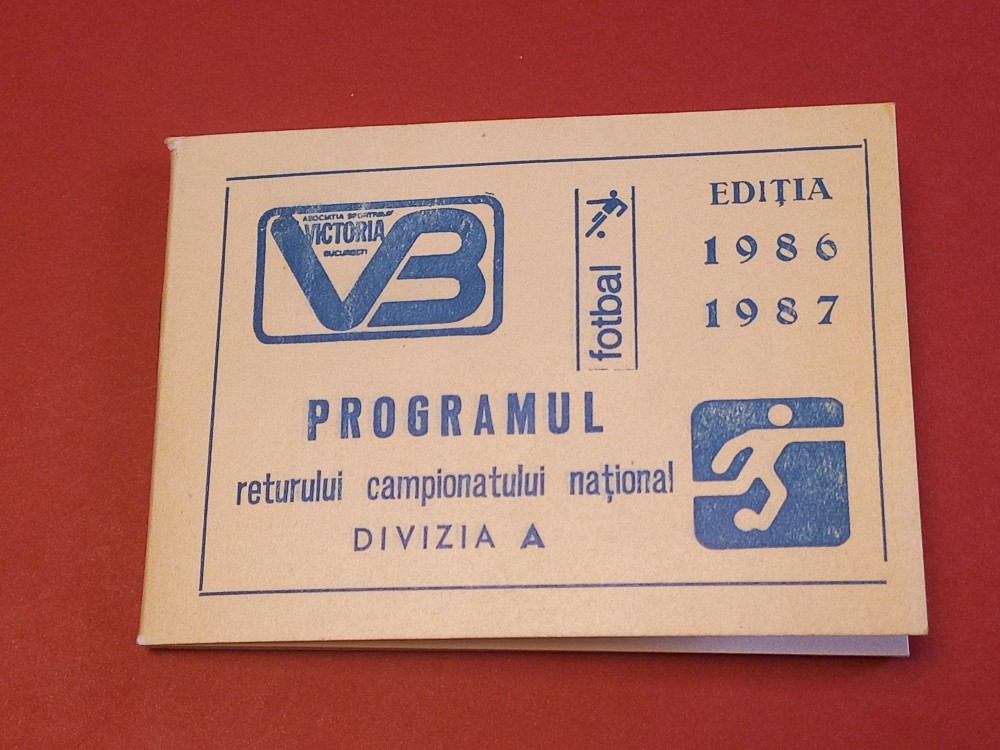 ASOCIAȚIA SPORTIVĂ
VICTORIA
BUCUREȘTI
VB
fotbal
EDIȚIA
1986
1987
PROGRAMUL
returului campionatului național
DIVIZIA A